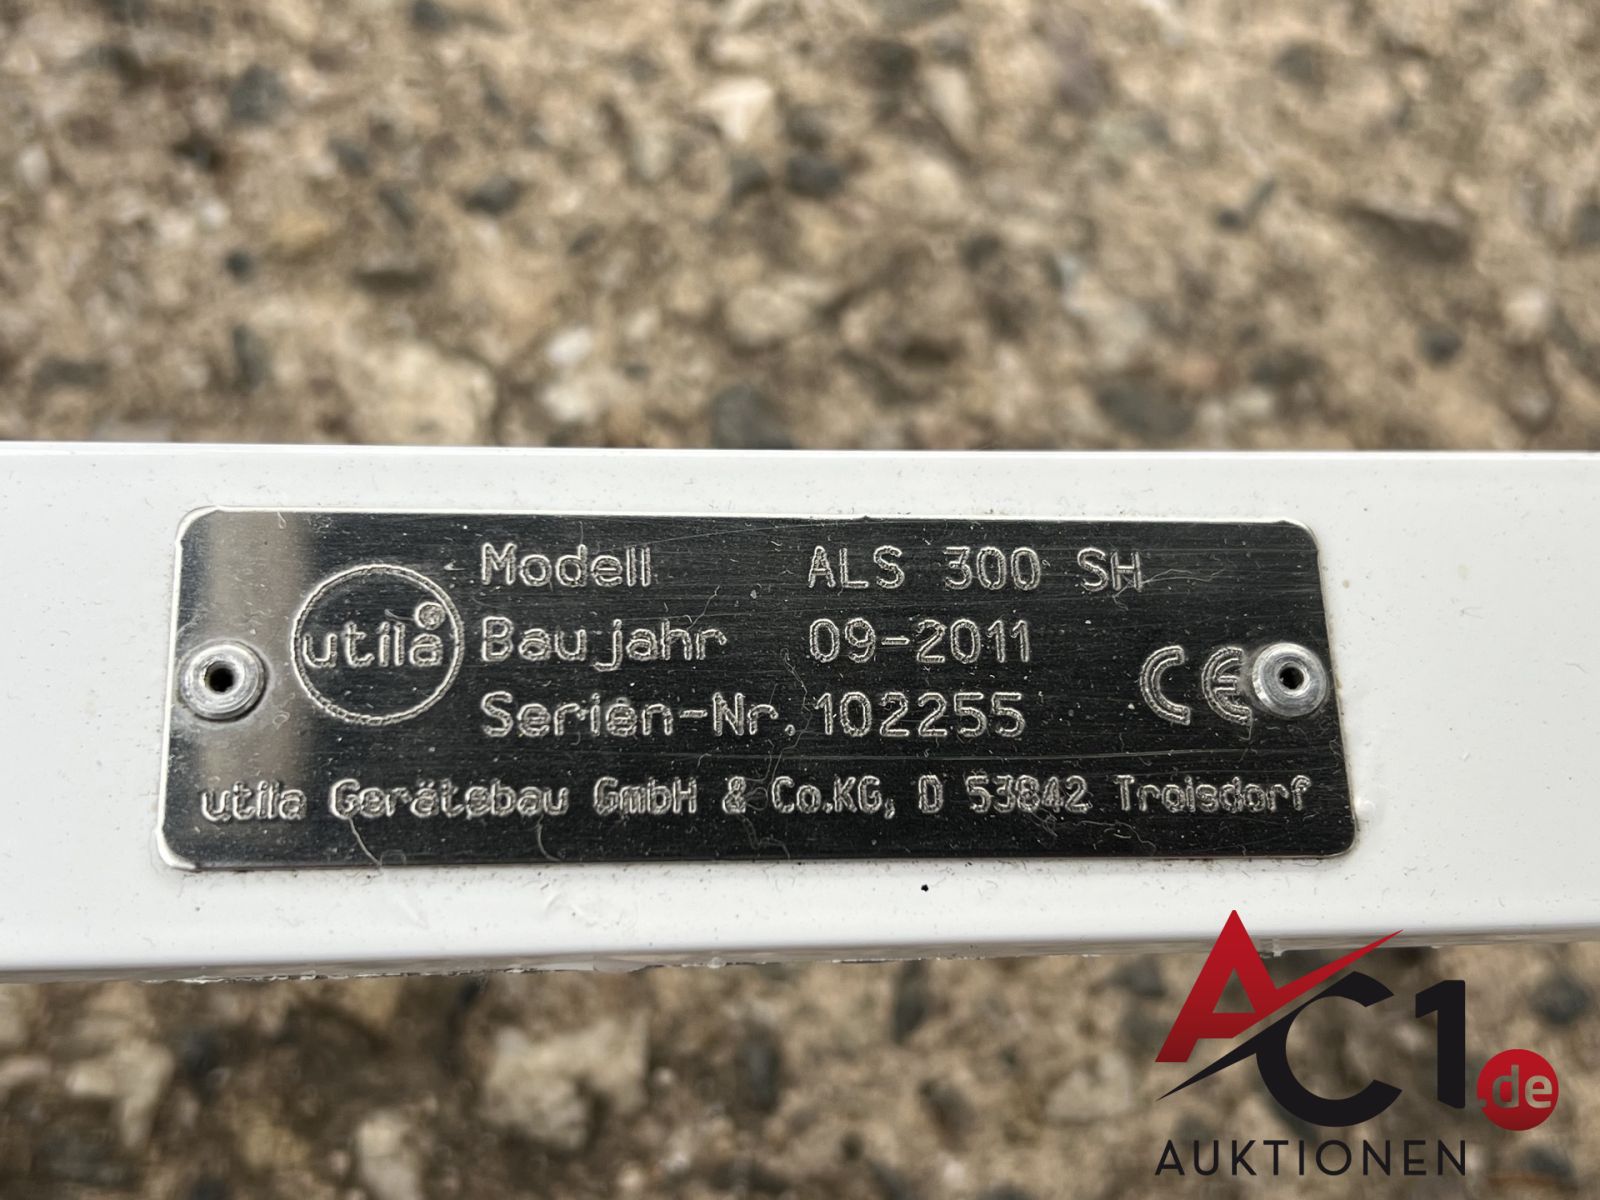 utila
Modell ALS 300 SH
Baujahr 09-2011
Serien-Nr. 102255
CE
utila Gerätebau GmbH & Co.KG, D 53842 Troisdorf
AC1.de
AUKTIONEN